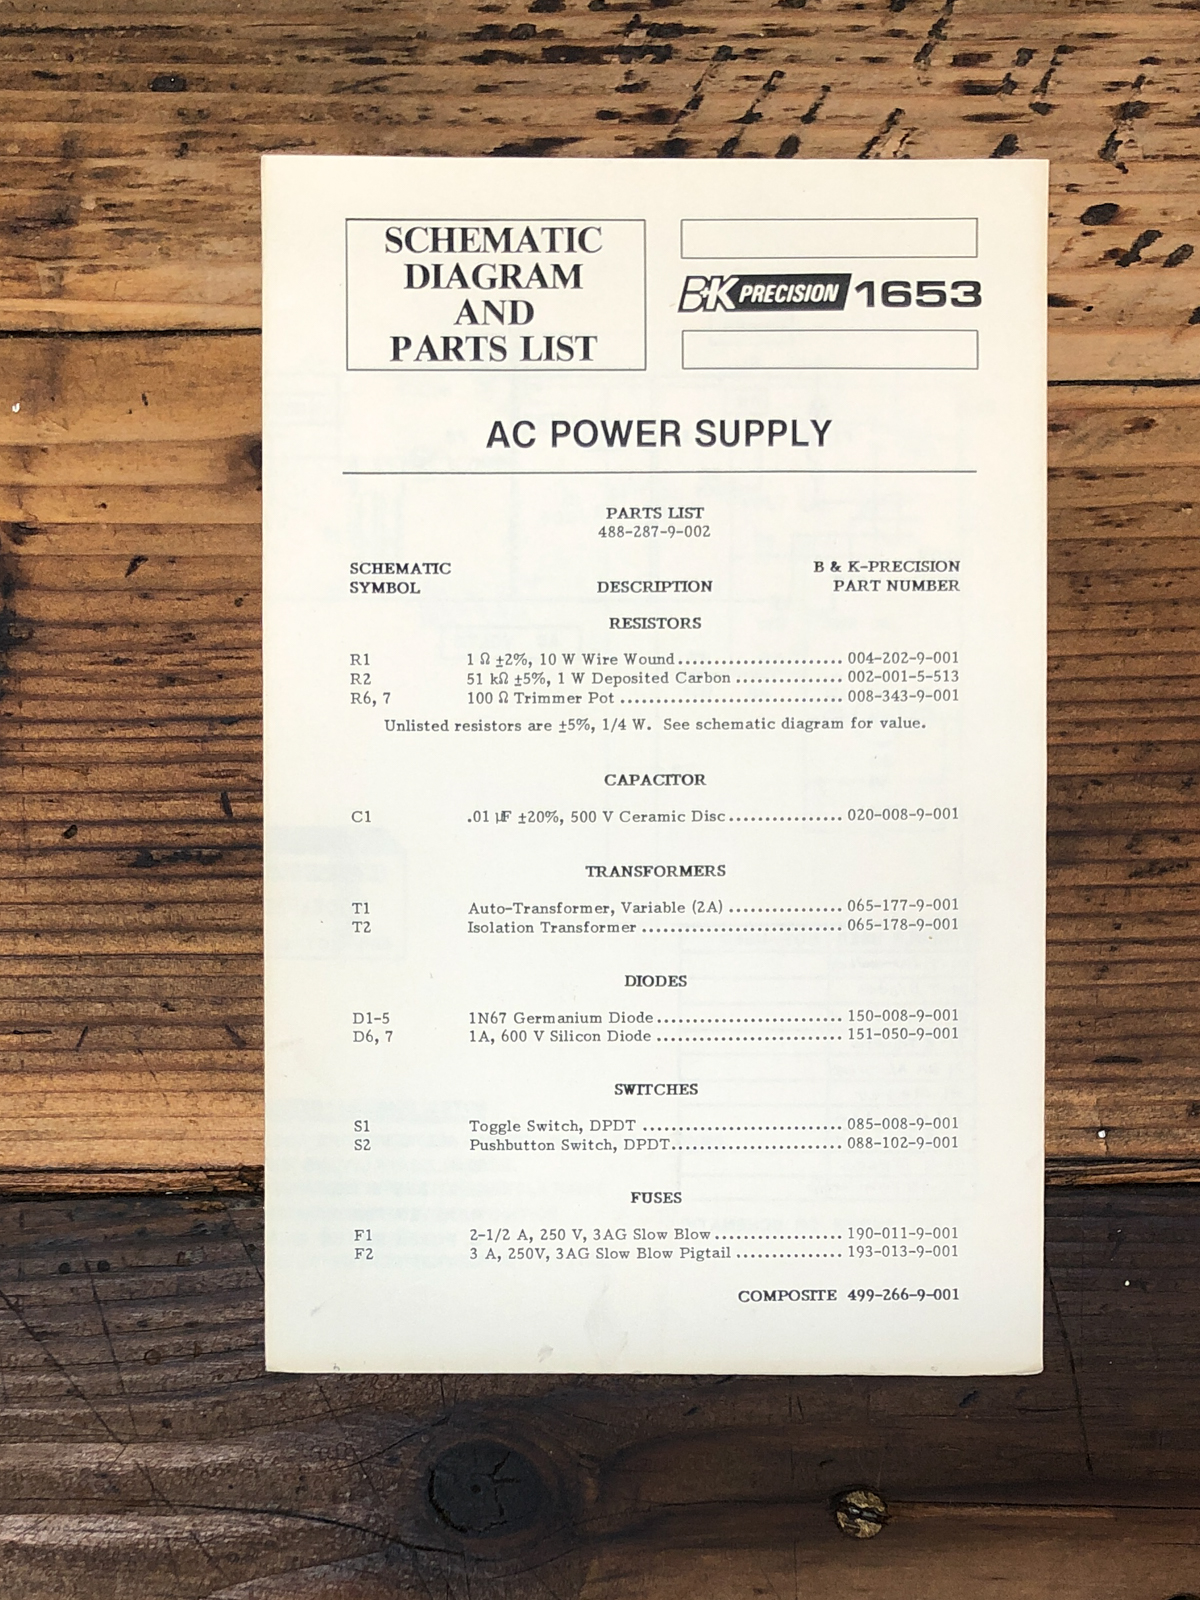 SCHEMATIC
DIAGRAM
AND
PARTS LIST
B+K PRECISION 1653
AC POWER SUPPLY
PARTS LIST
488-287-9-002
SCHEMATIC SYMBOL DESCRIPTION B & K-PRECISION PART NUMBER
RESISTORS
R1 1 Ω ±2%, 10 W Wire Wound 004-202-9-001
R2 51 kΩ ±5%, 1 W Deposited Carbon 002-001-5-513
R6, 7 100 Ω Trimmer Pot 008-343-9-001
Unlisted resistors are ±5%, 1/4 W. See schematic diagram for value.
CAPACITOR
C1 .01 µF ±20%, 500 V Ceramic Disc 020-008-9-001
TRANSFORMERS
T1 Auto-Transformer, Variable (2A) 065-177-9-001
T2 Isolation Transformer 065-178-9-001
DIODES
D1-5 1N67 Germanium Diode 150-008-9-001
D6, 7 1A, 600 V Silicon Diode 151-050-9-001
SWITCHES
S1 Toggle Switch, DPDT 085-008-9-001
S2 Pushbutton Switch, DPDT 088-102-9-001
FUSES
F1 2-1/2 A, 250 V, 3AG Slow Blow 190-011-9-001
F2 3 A, 250V, 3AG Slow Blow Pigtail 193-013-9-001
COMPOSITE 499-266-9-001